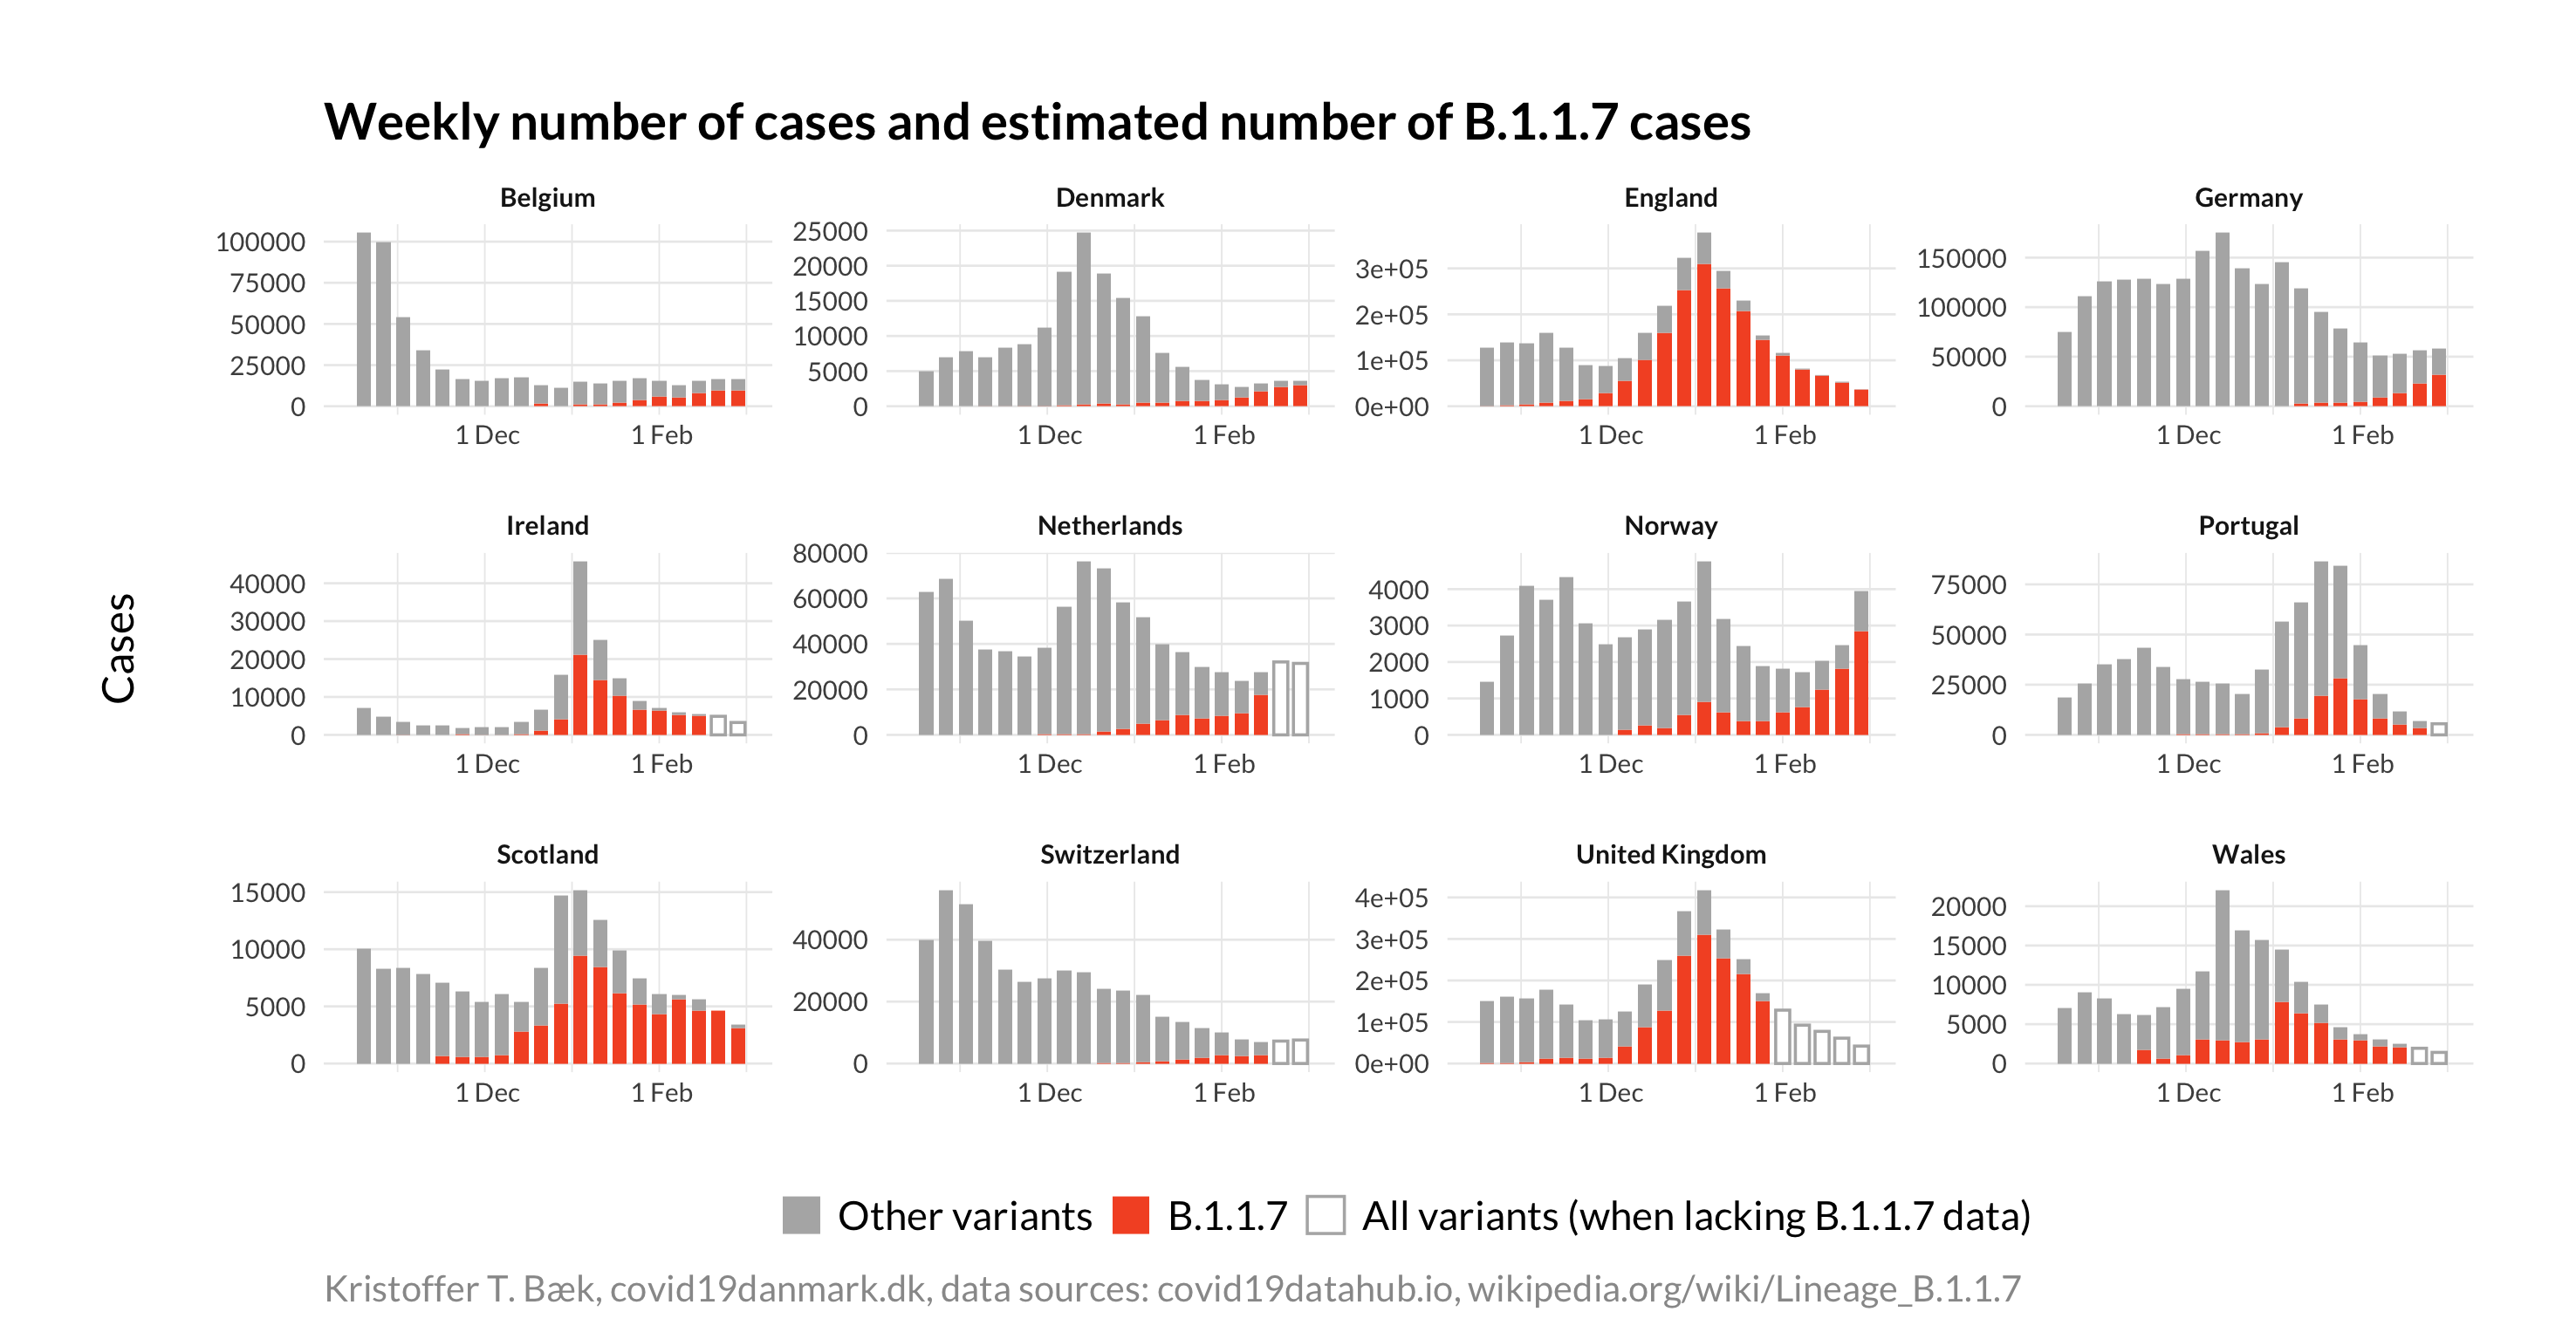 Weekly number of cases and estimated number of B.1.1.7 cases
Belgium
100000
75000
50000
25000
0
1 Dec
1 Feb
Denmark
25000
20000
15000
10000
5000
0
1 Dec
1 Feb
England
3e+05
2e+05
1e+05
0e+00
1 Dec
1 Feb
Germany
150000
100000
50000
0
1 Dec
1 Feb
Cases
Ireland
40000
30000
20000
10000
0
1 Dec
1 Feb
Netherlands
80000
60000
40000
20000
0
1 Dec
1 Feb
Norway
4000
3000
2000
1000
0
1 Dec
1 Feb
Portugal
75000
50000
25000
0
1 Dec
1 Feb
Scotland
15000
10000
5000
0
1 Dec
1 Feb
Switzerland
40000
20000
0
1 Dec
1 Feb
United Kingdom
4e+05
3e+05
2e+05
1e+05
0e+00
1 Dec
1 Feb
Wales
20000
15000
10000
5000
0
1 Dec
1 Feb
Other variants
B.1.1.7
All variants (when lacking B.1.1.7 data)
Kristoffer T. Bæk, covid19danmark.dk, data sources: covid19datahub.io, wikipedia.org/wiki/Lineage_B.1.1.7